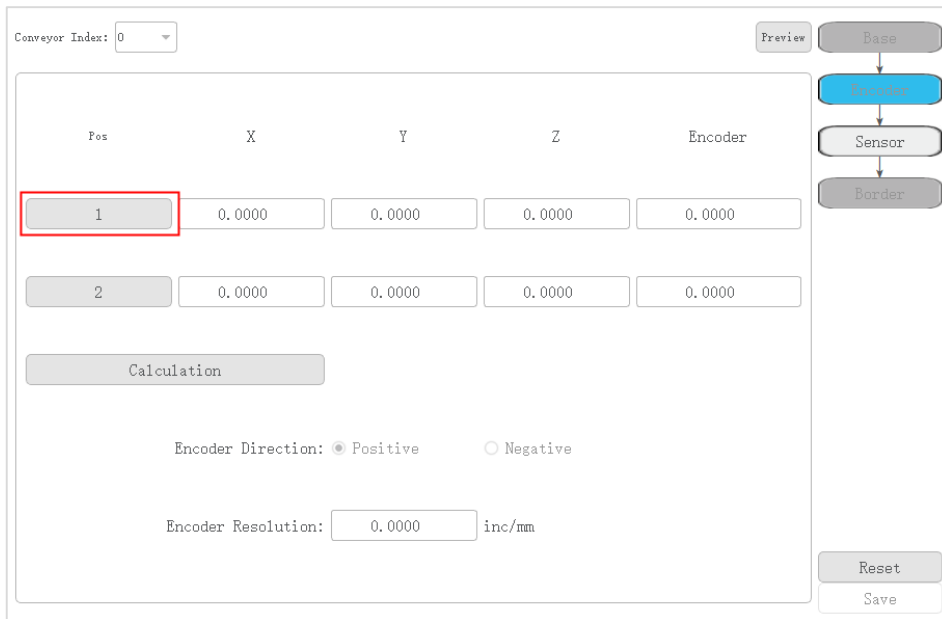 Conveyor Index: 0
Preview
Base
Encoder
Sensor
Border
Pos X Y Z Encoder
1 0.0000 0.0000 0.0000 0.0000
2 0.0000 0.0000 0.0000 0.0000
Calculation
Encoder Direction: Positive Negative
Encoder Resolution: 0.0000 inc/mm
Reset
Save